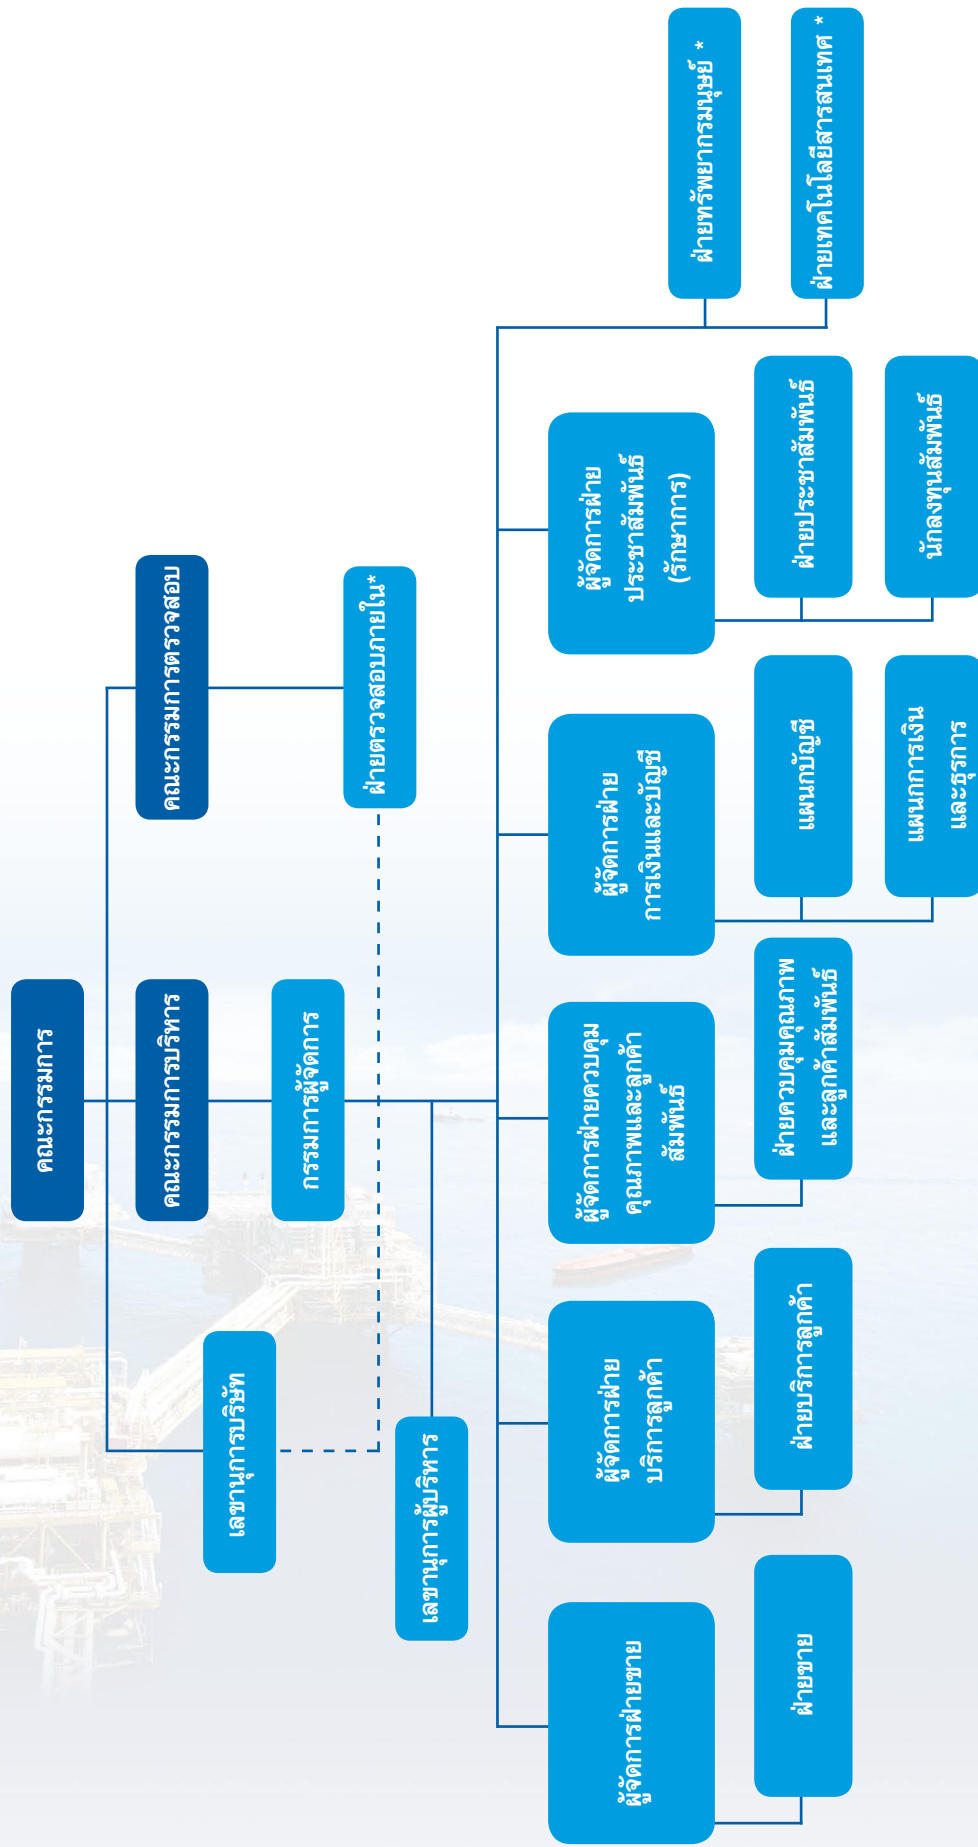 คณะกรรมการ
คณะกรรมการบริหาร
คณะกรรมการตรวจสอบ
เลขานุการบริษัท
กรรมการผู้จัดการ
ฝ่ายตรวจสอบภายใน*
เลขานุการผู้บริหาร
ผู้จัดการฝ่ายขาย
ฝ่ายขาย
ผู้จัดการฝ่าย
บริการลูกค้า
ฝ่ายบริการลูกค้า
ผู้จัดการฝ่ายควบคุม
คุณภาพและลูกค้า
สัมพันธ์
ฝ่ายควบคุมคุณภาพ
และลูกค้าสัมพันธ์
ผู้จัดการฝ่าย
การเงินและบัญชี
แผนกบัญชี
แผนกการเงิน
และธุรการ
ผู้จัดการฝ่าย
ประชาสัมพันธ์
(รักษาการ)
ฝ่ายประชาสัมพันธ์
นักลงทุนสัมพันธ์
ฝ่ายทรัพยากรมนุษย์ *
ฝ่ายเทคโนโลยีสารสนเทศ *